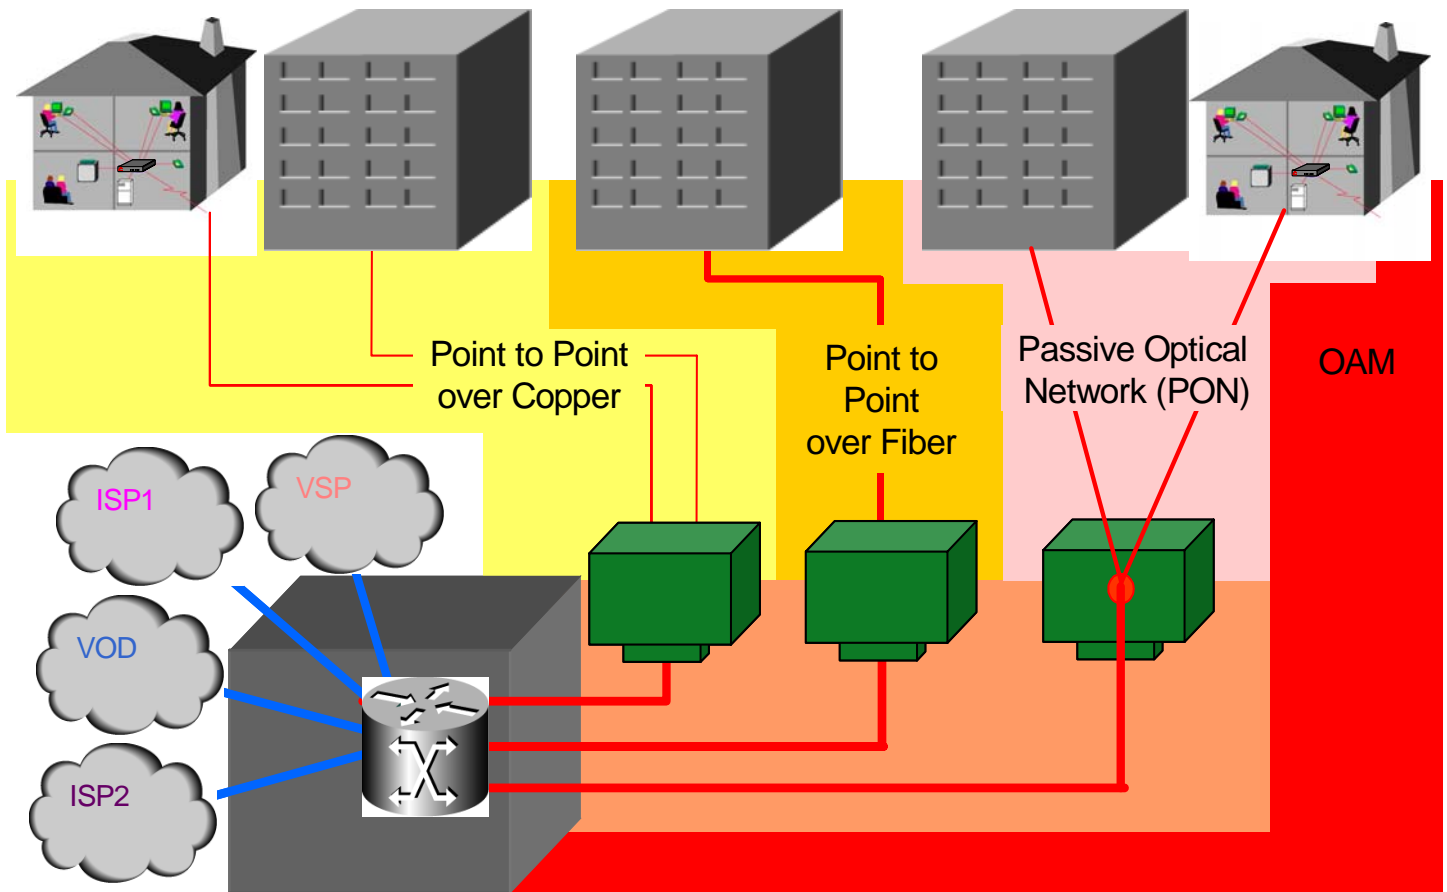 Point to Point
over Copper
Point to
Point
over Fiber
Passive Optical
Network (PON)
OAM
ISP1
VSP
VOD
ISP2